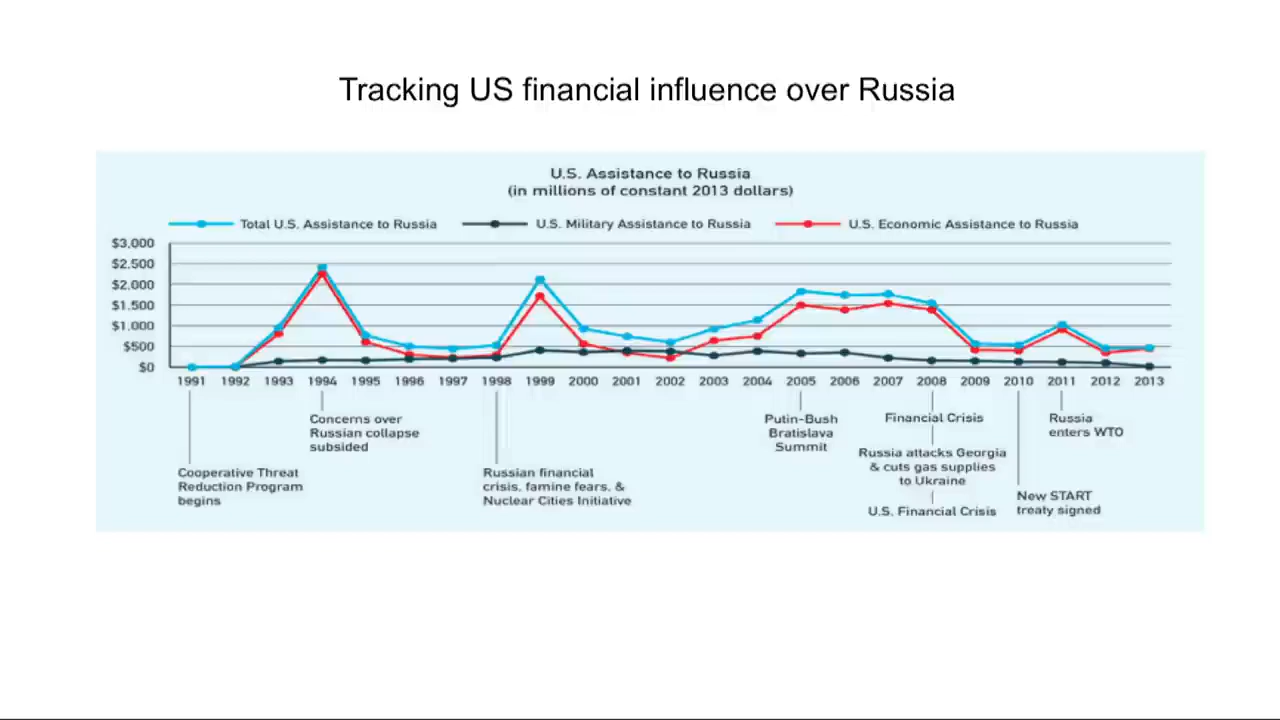 Tracking US financial influence over Russia
U.S. Assistance to Russia
(in millions of constant 2013 dollars)
Total U.S. Assistance to Russia
U.S. Military Assistance to Russia
U.S. Economic Assistance to Russia
$3,000
$2,500
$2,000
$1,500
$1,000
$500
$0
1991 1992 1993 1994 1995 1996 1997 1998 1999 2000 2001 2002 2003 2004 2005 2006 2007 2008 2009 2010 2011 2012 2013
Cooperative Threat
Reduction Program
begins
Concerns over
Russian collapse
subsided
Russian financial
crisis, famine fears, &
Nuclear Cities Initiative
Putin-Bush
Bratislava
Summit
Financial Crisis
Russia attacks Georgia
& cuts gas supplies
to Ukraine
U.S. Financial Crisis
New START
treaty signed
Russia
enters WTO